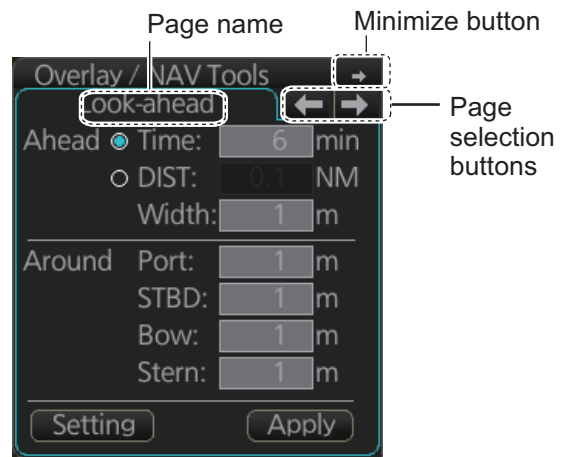 Page name
Minimize button
Overlay / NAV Tools
Look-ahead
Page
selection
buttons
Ahead Time: 6 min
DIST: 0.1 NM
Width: 1 m
Around Port: 1 m
STBD: 1 m
Bow: 1 m
Stern: 1 m
Setting Apply